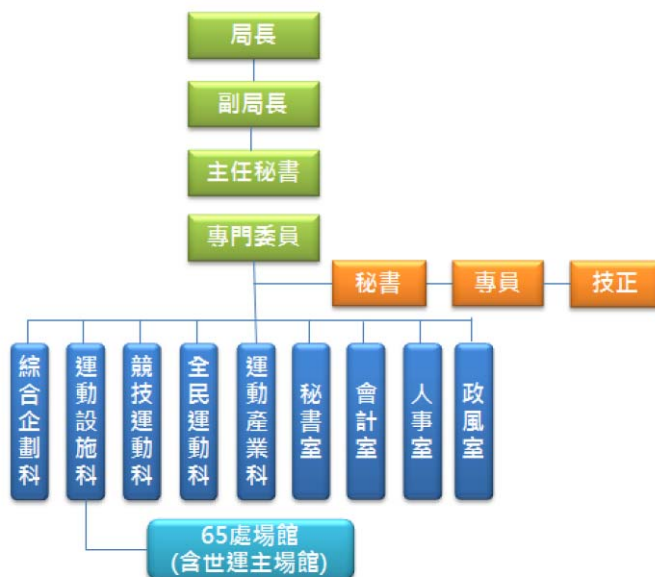 局長
副局長
主任秘書
專門委員
秘書
專員
技正
綜合企劃科
運動設施科
競技運動科
全民運動科
運動產業科
秘書室
會計室
人事室
政風室
65處場館
(含世運主場館)